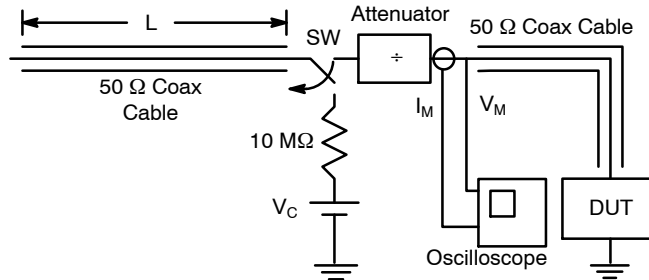 L
SW
Attenuator
÷
50 Ω Coax Cable
50 Ω Coax
Cable
I_M
V_M
10 MΩ
V_C
DUT
Oscilloscope